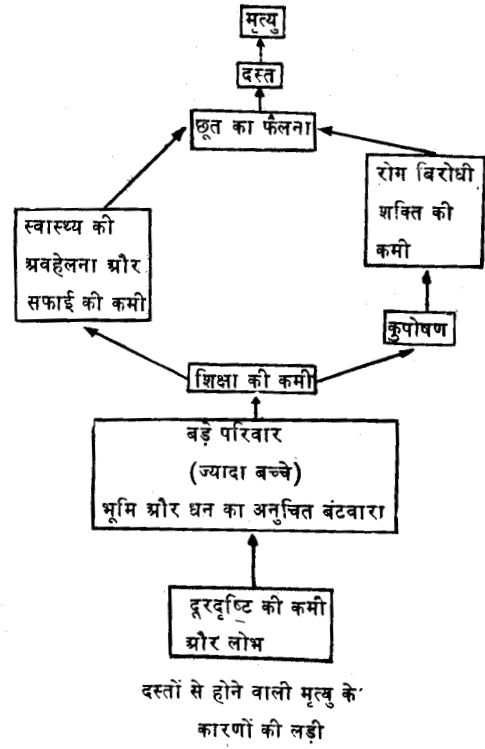 मृत्यु
दस्त
छूत का फैलना
रोग बिरोधी
शक्ति की
कमी
स्वास्थ्य की
अवहेलना और
सफाई की कमी
कुपोषण
शिक्षा की कमी
बड़े परिवार
(ज्यादा बच्चे)
भूमि और धन का अनुचित बंटवारा
दूरदृष्टि की कमी
और लोभ
दस्तों से होने वाली मृत्यु के
कारणों की लड़ी